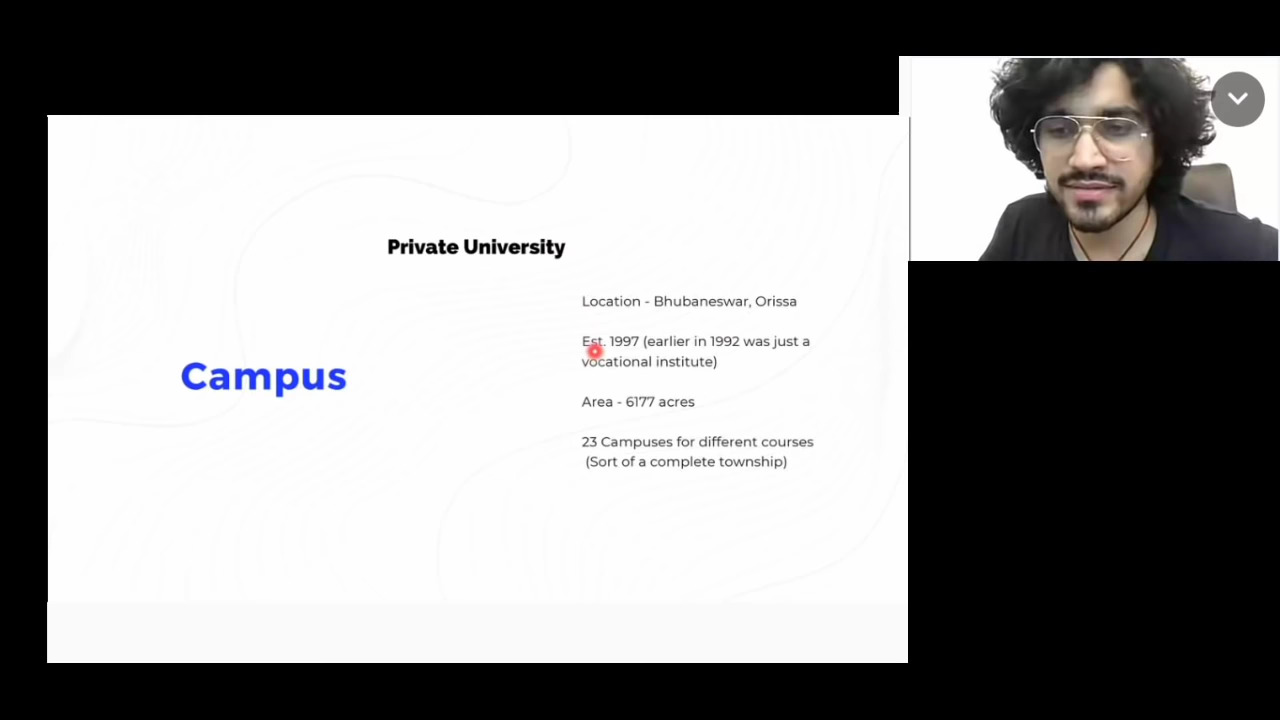 Private University
Location - Bhubaneswar, Orissa
Est. 1997 (earlier in 1992 was just a
vocational institute)
Campus
Area - 6177 acres
23 Campuses for different courses
(Sort of a complete township)